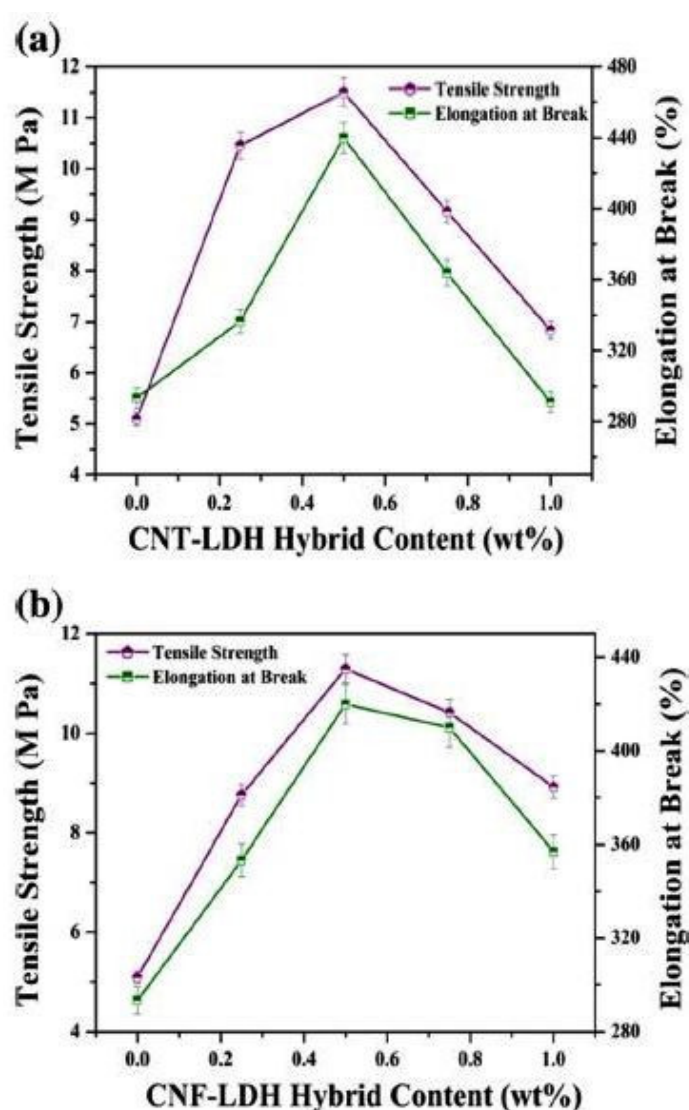 (a)
12
11
10
9
8
7
6
5
4
Tensile Strength (M Pa)
480
440
400
360
320
280
Elongation at Break (%)
Tensile Strength
Elongation at Break
0.0 0.2 0.4 0.6 0.8 1.0
CNT-LDH Hybrid Content (wt%)
(b)
12
10
8
6
4
Tensile Strength (M Pa)
440
400
360
320
280
Elongation at Break (%)
Tensile Strength
Elongation at Break
0.0 0.2 0.4 0.6 0.8 1.0
CNF-LDH Hybrid Content (wt%)